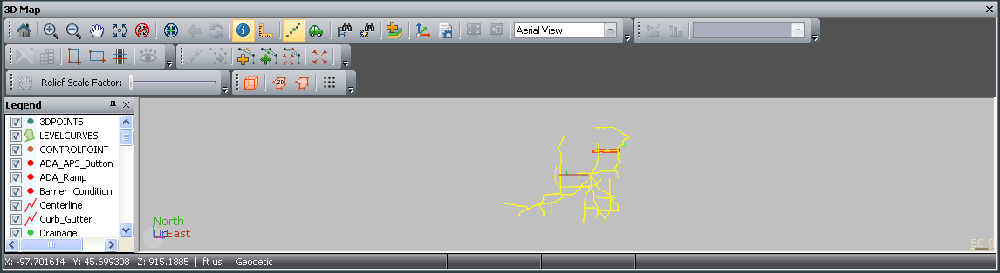 3D Map
Aerial View
Relief Scale Factor:
3D
Legend
3DPOINTS
LEVELCURVES
CONTROLPOINT
ADA_APS_Button
ADA_Ramp
Barrier_Condition
Centerline
Curb_Gutter
Drainage
North
Up East
50.0
X: -97.701614 Y: 45.699308 Z: 915.1885 | ft us | Geodetic